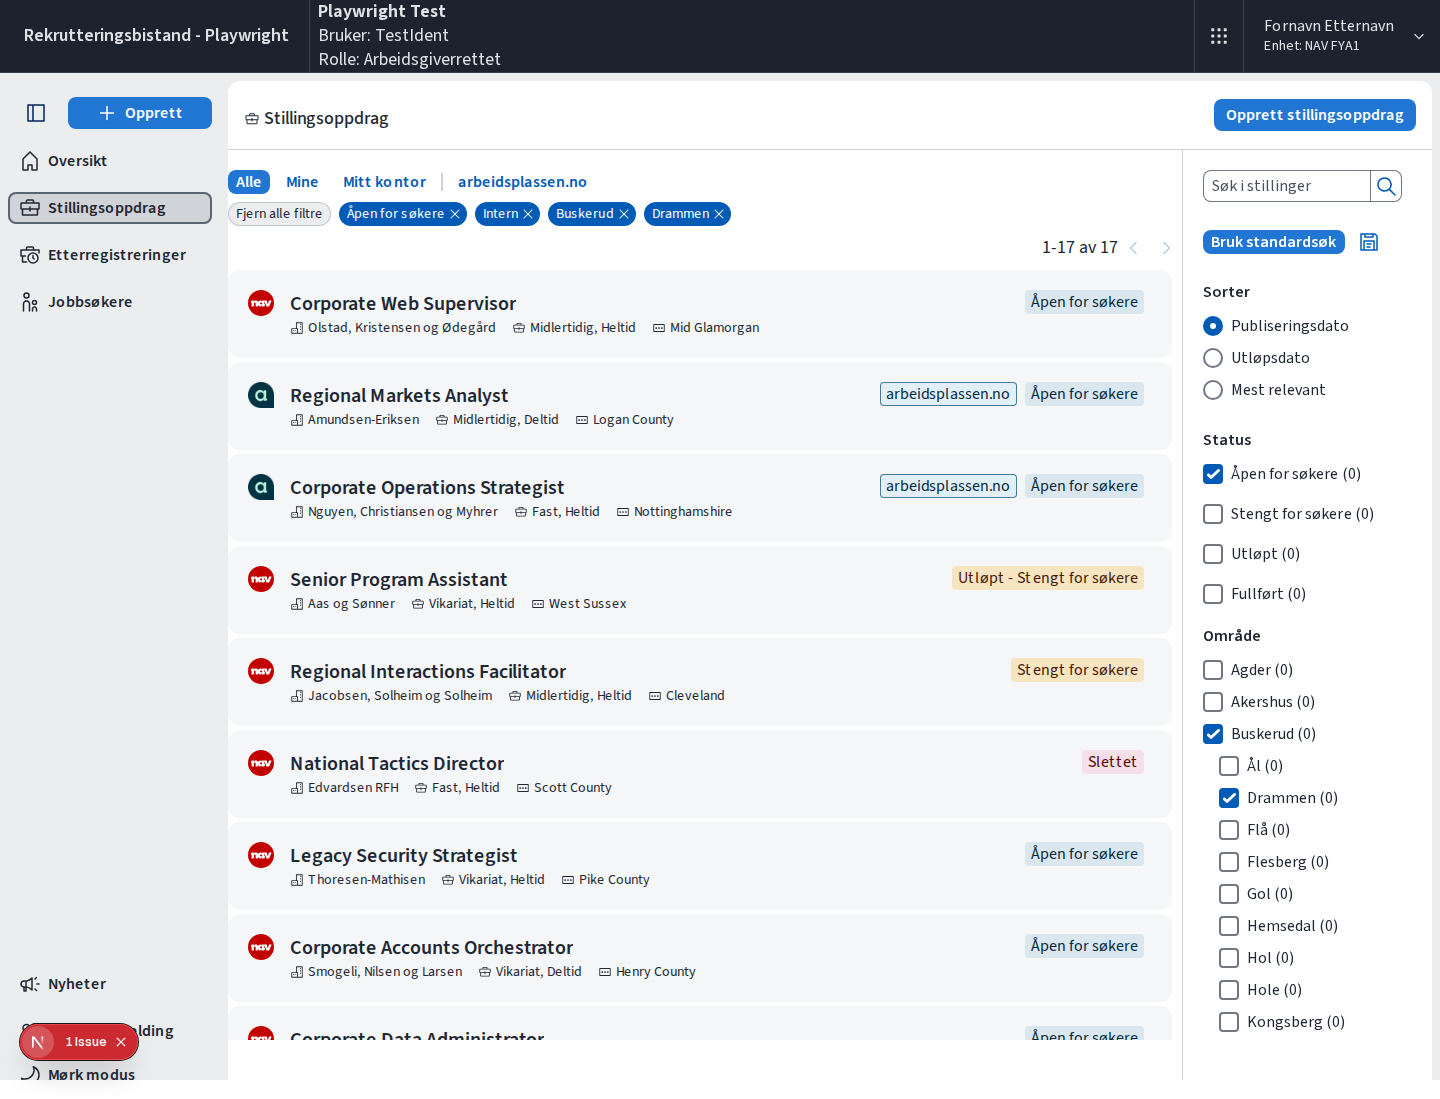 Rekrutteringsbistand - Playwright
Playwright Test
Bruker: TestIdent
Rolle: Arbeidsgiverrettet
Fornavn Etternavn
Enhet: NAV FYA1
Opprett
Oversikt
Stillingsoppdrag
Etterregistreringer
Jobbsøkere
Nyheter
1 Issue
Mørk modus
Stillingsoppdrag
Opprett stillingsoppdrag
Alle Mine Mitt kontor arbeidsplassen.no
Fjern alle filtre Åpen for søkere Intern Buskerud Drammen
1-17 av 17
nav
Corporate Web Supervisor
Åpen for søkere
Olstad, Kristensen og Ødegård Midlertidig, Heltid Mid Glamorgan
a
Regional Markets Analyst
arbeidsplassen.no Åpen for søkere
Amundsen-Eriksen Midlertidig, Deltid Logan County
a
Corporate Operations Strategist
arbeidsplassen.no Åpen for søkere
Nguyen, Christiansen og Myhrer Fast, Heltid Nottinghamshire
nav
Senior Program Assistant
Utløpt - Stengt for søkere
Aas og Sønner Vikariat, Heltid West Sussex
nav
Regional Interactions Facilitator
Stengt for søkere
Jacobsen, Solheim og Solheim Midlertidig, Heltid Cleveland
nav
National Tactics Director
Slettet
Edvardsen RFH Fast, Heltid Scott County
nav
Legacy Security Strategist
Åpen for søkere
Thoresen-Mathisen Vikariat, Heltid Pike County
nav
Corporate Accounts Orchestrator
Åpen for søkere
Smogeli, Nilsen og Larsen Vikariat, Deltid Henry County
nav
Corporate Data Administrator
Åpen for søkere
Søk i stillinger
Bruk standardsøk
Sorter
Publiseringsdato
Utløpsdato
Mest relevant
Status
Åpen for søkere (0)
Stengt for søkere (0)
Utløpt (0)
Fullført (0)
Område
Agder (0)
Akershus (0)
Buskerud (0)
Ål (0)
Drammen (0)
Flå (0)
Flesberg (0)
Gol (0)
Hemsedal (0)
Hol (0)
Hole (0)
Kongsberg (0)